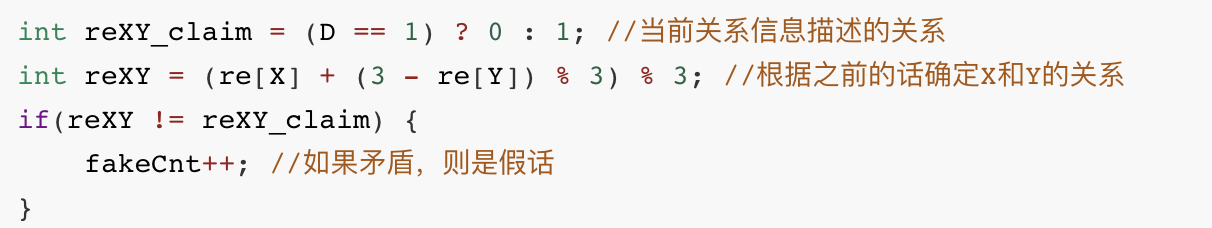 int reXY_claim = (D == 1) ? 0 : 1; //当前关系信息描述的关系
int reXY = (re[X] + (3 - re[Y]) % 3) % 3; //根据之前的话确定X和Y的关系
if(reXY != reXY_claim) {
    fakeCnt++; //如果矛盾，则是假话
}